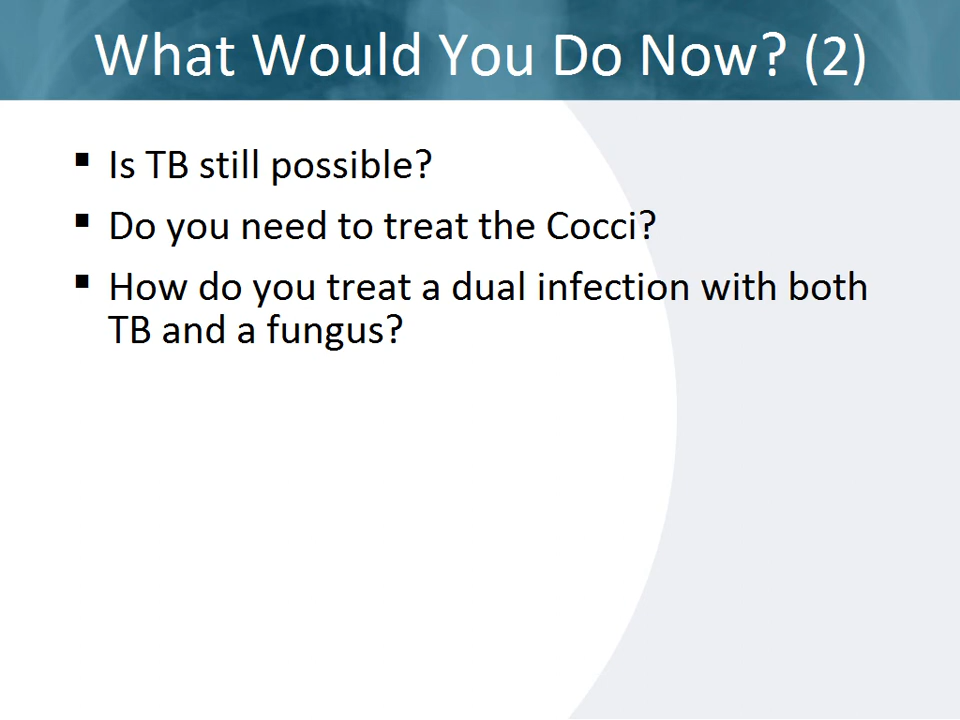 What Would You Do Now? (2)
▪ Is TB still possible?
▪ Do you need to treat the Cocci?
▪ How do you treat a dual infection with both
TB and a fungus?